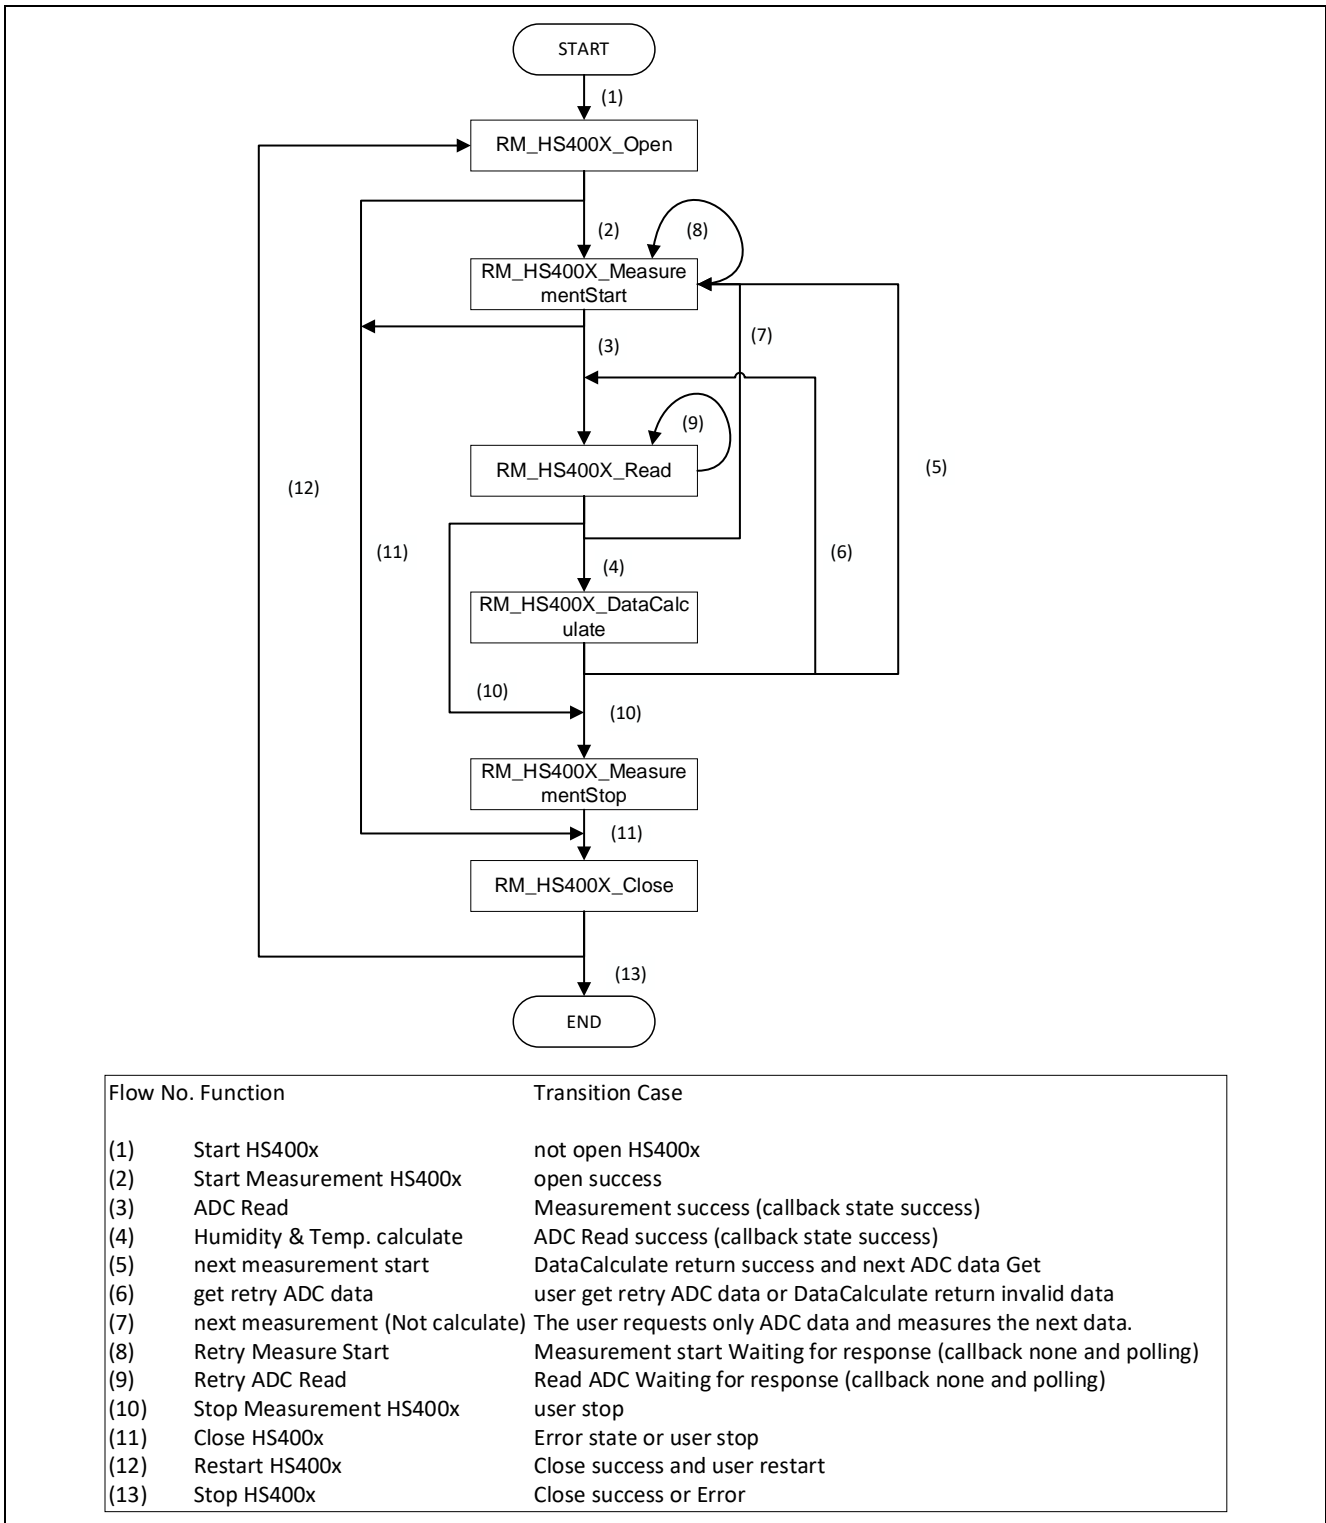 START
(1)
RM_HS400X_Open
(2)
(8)
RM_HS400X_Measure
mentStart
(3)
(7)
(9)
RM_HS400X_Read
(5)
(12)
(11)
(6)
(4)
RM_HS400X_DataCalc
ulate
(10)
(10)
RM_HS400X_Measure
mentStop
(11)
RM_HS400X_Close
(13)
END
Flow No. Function Transition Case
(1) Start HS400x not open HS400x
(2) Start Measurement HS400x open success
(3) ADC Read Measurement success (callback state success)
(4) Humidity & Temp. calculate ADC Read success (callback state success)
(5) next measurement start DataCalculate return success and next ADC data Get
(6) get retry ADC data user get retry ADC data or DataCalculate return invalid data
(7) next measurement (Not calculate) The user requests only ADC data and measures the next data.
(8) Retry Measure Start Measurement start Waiting for response (callback none and polling)
(9) Retry ADC Read Read ADC Waiting for response (callback none and polling)
(10) Stop Measurement HS400x user stop
(11) Close HS400x Error state or user stop
(12) Restart HS400x Close success and user restart
(13) Stop HS400x Close success or Error